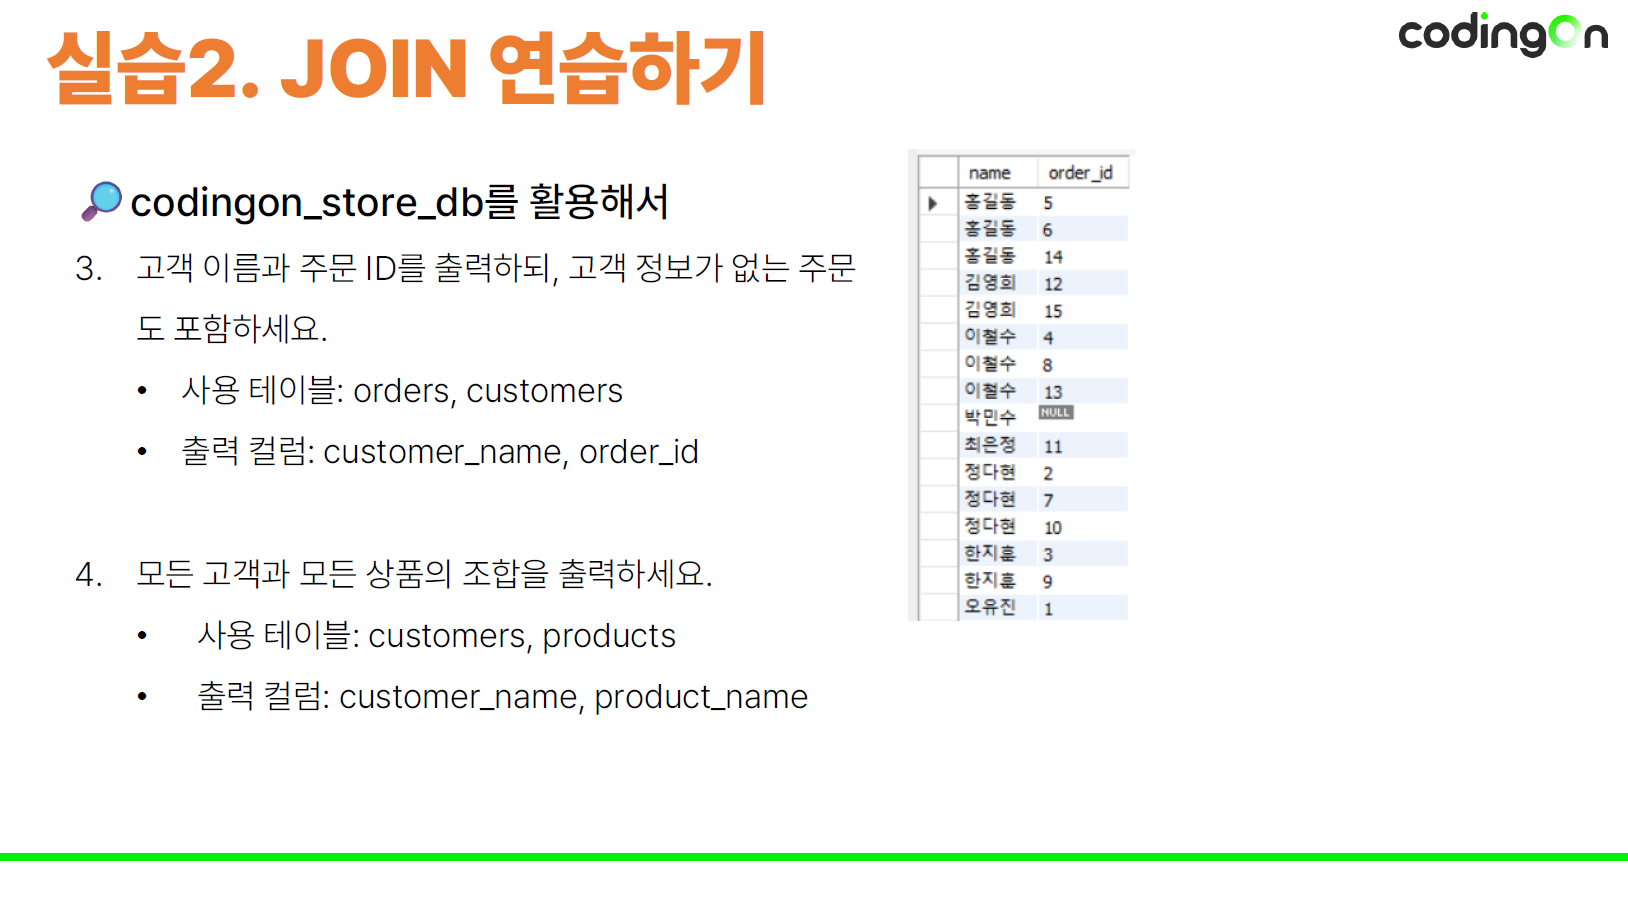 실습2. JOIN 연습하기
codingOn
codingon_store_db를 활용해서
3. 고객 이름과 주문 ID를 출력하되, 고객 정보가 없는 주문
도 포함하세요.
• 사용 테이블: orders, customers
• 출력 컬럼: customer_name, order_id
4. 모든 고객과 모든 상품의 조합을 출력하세요.
• 사용 테이블: customers, products
• 출력 컬럼: customer_name, product_name
name order_id
홍길동 5
홍길동 6
홍길동 14
김영희 12
김영희 15
이철수 4
이철수 8
이철수 13
박민수 NULL
최은정 11
정다현 2
정다현 7
정다현 10
한지훈 3
한지훈 9
오유진 1